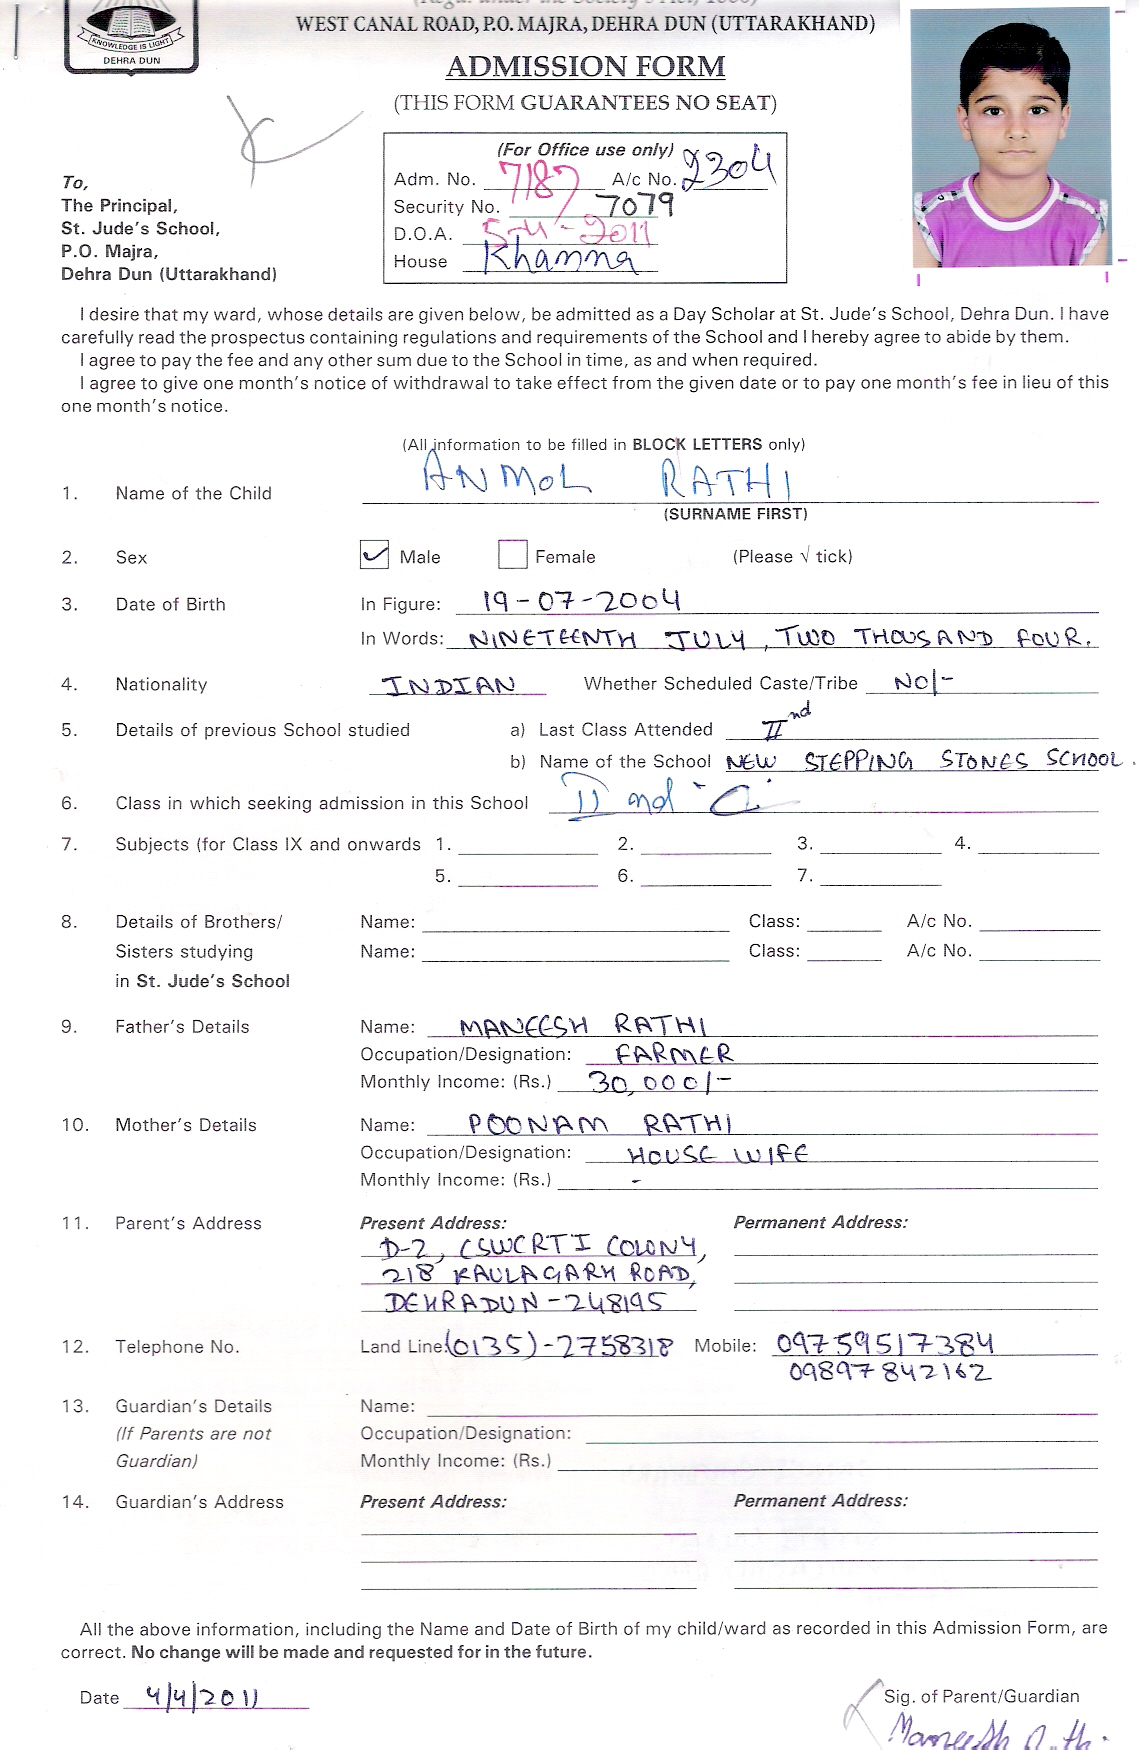 WEST CANAL ROAD, P.O. MAJRA, DEHRA DUN (UTTARAKHAND)
KNOWLEDGE IS LIGHT
DEHRA DUN
ADMISSION FORM
(THIS FORM GUARANTEES NO SEAT)
(For Office use only)
Adm. No. 7187 A/c No. 2304
Security No. 7079
D.O.A. 5-4-2011
House Khanna
To,
The Principal,
St. Jude's School,
P.O. Majra,
Dehra Dun (Uttarakhand)
I desire that my ward, whose details are given below, be admitted as a Day Scholar at St. Jude's School, Dehra Dun. I have
carefully read the prospectus containing regulations and requirements of the School and I hereby agree to abide by them.
I agree to pay the fee and any other sum due to the School in time, as and when required.
I agree to give one month's notice of withdrawal to take effect from the given date or to pay one month's fee in lieu of this
one month's notice.
(All information to be filled in BLOCK LETTERS only)
1. Name of the Child ANMOL RATHI
(SURNAME FIRST)
2. Sex ✓ Male Female (Please √ tick)
3. Date of Birth In Figure: 19-07-2004
In Words: NINETEENTH JULY, TWO THOUSAND FOUR.
4. Nationality INDIAN Whether Scheduled Caste/Tribe NO/-
5. Details of previous School studied a) Last Class Attended IInd
b) Name of the School NEW STEPPING STONES SCHOOL.
6. Class in which seeking admission in this School II nd "C"
7. Subjects (for Class IX and onwards 1. 2. 3. 4.
5. 6. 7.
8. Details of Brothers/ Name: Class: A/c No.
Sisters studying Name: Class: A/c No.
in St. Jude's School
9. Father's Details Name: MANEESH RATHI
Occupation/Designation: FARMER
Monthly Income: (Rs.) 30,000/-
10. Mother's Details Name: POONAM RATHI
Occupation/Designation: HOUSE WIFE
Monthly Income: (Rs.) -
11. Parent's Address Present Address: Permanent Address:
D-2, CSWCRTI COLONY,
218 KAULAGARH ROAD,
DEHRADUN-248195
12. Telephone No. Land Line: (0135)-2758318 Mobile: 09759517384
09897842162
13. Guardian's Details Name:
(If Parents are not Occupation/Designation:
Guardian) Monthly Income: (Rs.)
14. Guardian's Address Present Address: Permanent Address:
All the above information, including the Name and Date of Birth of my child/ward as recorded in this Admission Form, are
correct. No change will be made and requested for in the future.
Date 4/4/2011 Sig. of Parent/Guardian
Maneesh Rathi